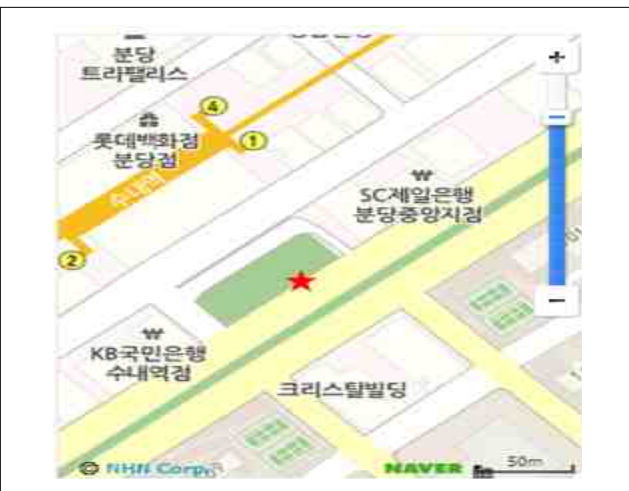 분당
트라팰리스
④
①
롯데백화점
분당점
수내역
SC제일은행
분당중앙지점
②
KB국민은행
수내역점
크리스탈빌딩
© NHN Corp.
NAVER
50m